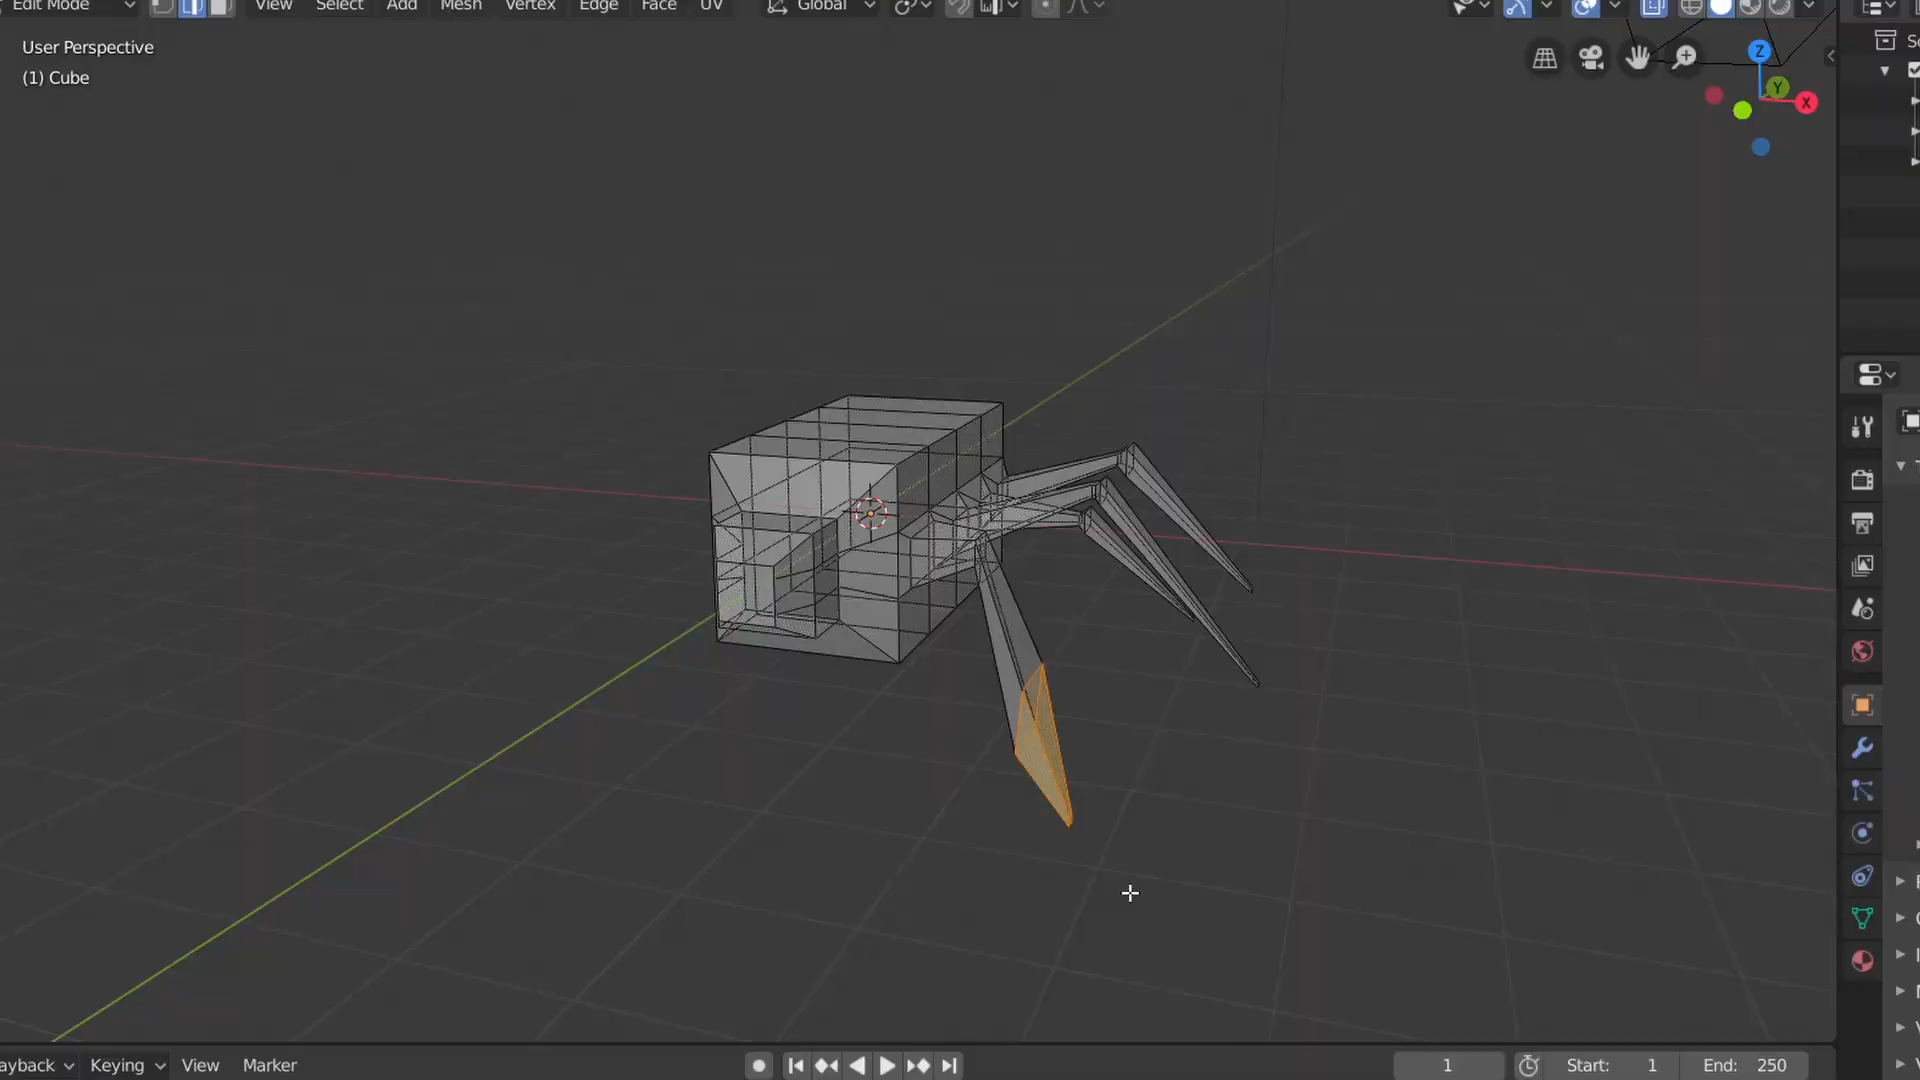 Edit Mode View Select Add Mesh Vertex Edge Face UV Global
User Perspective
(1) Cube
Z
Y
X
Keying View Marker 1 Start: 1 End: 250